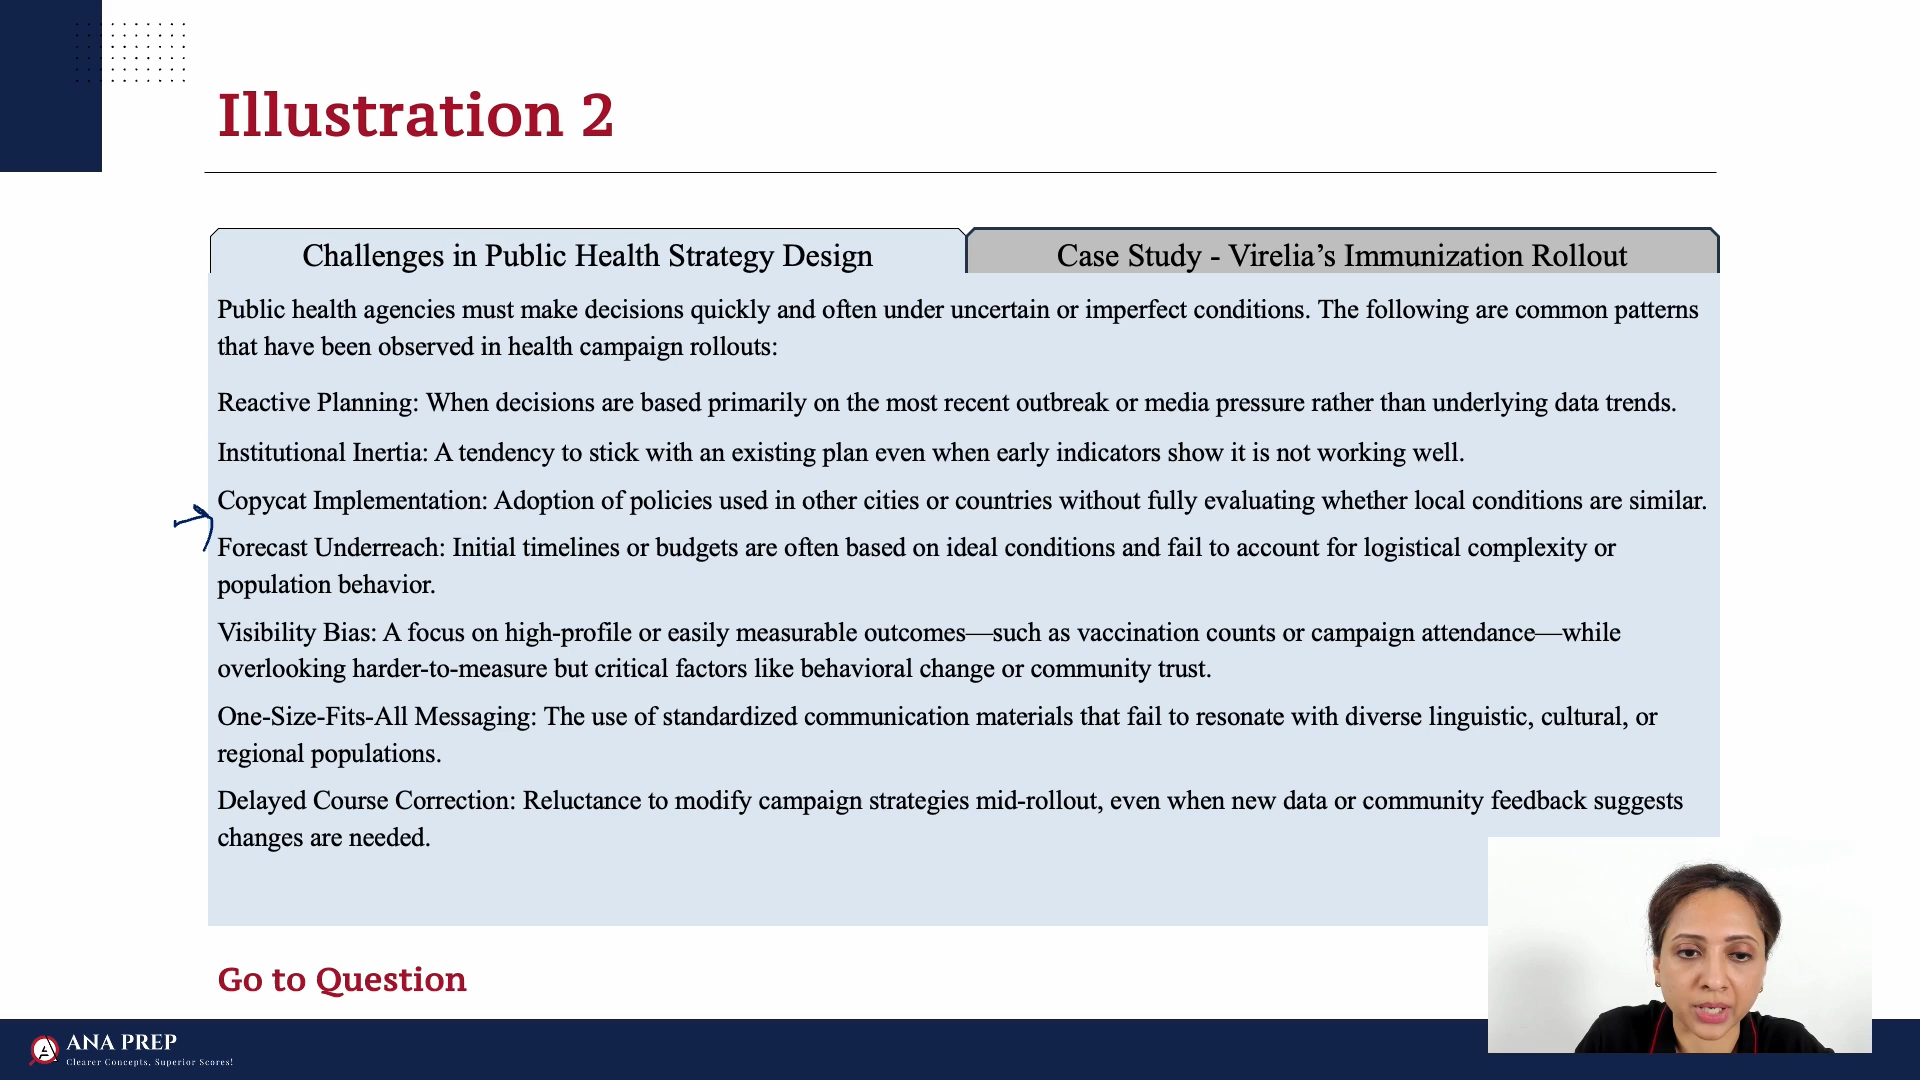 Illustration 2
Challenges in Public Health Strategy Design
Case Study - Virelia’s Immunization Rollout
Public health agencies must make decisions quickly and often under uncertain or imperfect conditions. The following are common patterns
that have been observed in health campaign rollouts:
Reactive Planning: When decisions are based primarily on the most recent outbreak or media pressure rather than underlying data trends.
Institutional Inertia: A tendency to stick with an existing plan even when early indicators show it is not working well.
Copycat Implementation: Adoption of policies used in other cities or countries without fully evaluating whether local conditions are similar.
Forecast Underreach: Initial timelines or budgets are often based on ideal conditions and fail to account for logistical complexity or
population behavior.
Visibility Bias: A focus on high-profile or easily measurable outcomes—such as vaccination counts or campaign attendance—while
overlooking harder-to-measure but critical factors like behavioral change or community trust.
One-Size-Fits-All Messaging: The use of standardized communication materials that fail to resonate with diverse linguistic, cultural, or
regional populations.
Delayed Course Correction: Reluctance to modify campaign strategies mid-rollout, even when new data or community feedback suggests
changes are needed.
Go to Question
ANA PREP
Clearer Concepts, Superior Scores!